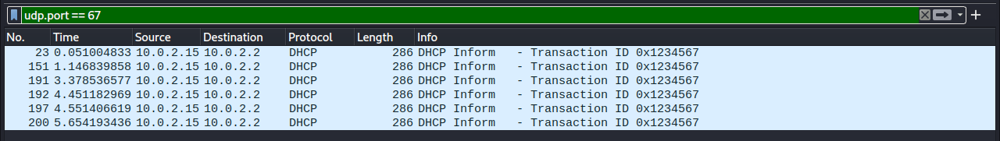 udp.port == 67
No. Time Source Destination Protocol Length Info
23 0.051004833 10.0.2.15 10.0.2.2 DHCP 286 DHCP Inform - Transaction ID 0x1234567
151 1.146839858 10.0.2.15 10.0.2.2 DHCP 286 DHCP Inform - Transaction ID 0x1234567
191 3.378536577 10.0.2.15 10.0.2.2 DHCP 286 DHCP Inform - Transaction ID 0x1234567
192 4.451182969 10.0.2.15 10.0.2.2 DHCP 286 DHCP Inform - Transaction ID 0x1234567
197 4.551406619 10.0.2.15 10.0.2.2 DHCP 286 DHCP Inform - Transaction ID 0x1234567
200 5.654193436 10.0.2.15 10.0.2.2 DHCP 286 DHCP Inform - Transaction ID 0x1234567